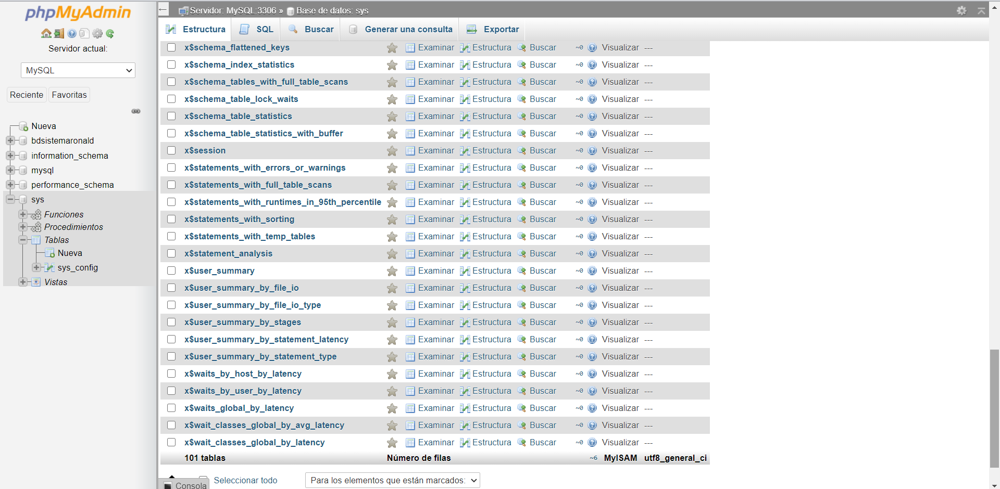 phpMyAdmin
Servidor actual:
MySQL
Reciente Favoritas
Nueva
bdsistemaronald
information_schema
mysql
performance_schema
sys
Funciones
Procedimientos
Tablas
Nueva
sys_config
Vistas
Servidor: MySQL:3306 » Base de datos: sys
Estructura SQL Buscar Generar una consulta Exportar
x$schema_flattened_keys Examinar Estructura Buscar ~0 Visualizar ---
x$schema_index_statistics Examinar Estructura Buscar ~0 Visualizar ---
x$schema_tables_with_full_table_scans Examinar Estructura Buscar ~0 Visualizar ---
x$schema_table_lock_waits Examinar Estructura Buscar ~0 Visualizar ---
x$schema_table_statistics Examinar Estructura Buscar ~0 Visualizar ---
x$schema_table_statistics_with_buffer Examinar Estructura Buscar ~0 Visualizar ---
x$session Examinar Estructura Buscar ~0 Visualizar ---
x$statements_with_errors_or_warnings Examinar Estructura Buscar ~0 Visualizar ---
x$statements_with_full_table_scans Examinar Estructura Buscar ~0 Visualizar ---
x$statements_with_runtimes_in_95th_percentile Examinar Estructura Buscar ~0 Visualizar ---
x$statements_with_sorting Examinar Estructura Buscar ~0 Visualizar ---
x$statements_with_temp_tables Examinar Estructura Buscar ~0 Visualizar ---
x$statement_analysis Examinar Estructura Buscar ~0 Visualizar ---
x$user_summary Examinar Estructura Buscar ~0 Visualizar ---
x$user_summary_by_file_io Examinar Estructura Buscar ~0 Visualizar ---
x$user_summary_by_file_io_type Examinar Estructura Buscar ~0 Visualizar ---
x$user_summary_by_stages Examinar Estructura Buscar ~0 Visualizar ---
x$user_summary_by_statement_latency Examinar Estructura Buscar ~0 Visualizar ---
x$user_summary_by_statement_type Examinar Estructura Buscar ~0 Visualizar ---
x$waits_by_host_by_latency Examinar Estructura Buscar ~0 Visualizar ---
x$waits_by_user_by_latency Examinar Estructura Buscar ~0 Visualizar ---
x$waits_global_by_latency Examinar Estructura Buscar ~0 Visualizar ---
x$wait_classes_global_by_avg_latency Examinar Estructura Buscar ~0 Visualizar ---
x$wait_classes_global_by_latency Examinar Estructura Buscar ~0 Visualizar ---
101 tablas Número de filas ~6 MyISAM utf8_general_ci
Seleccionar todo Para los elementos que están marcados:
Consola